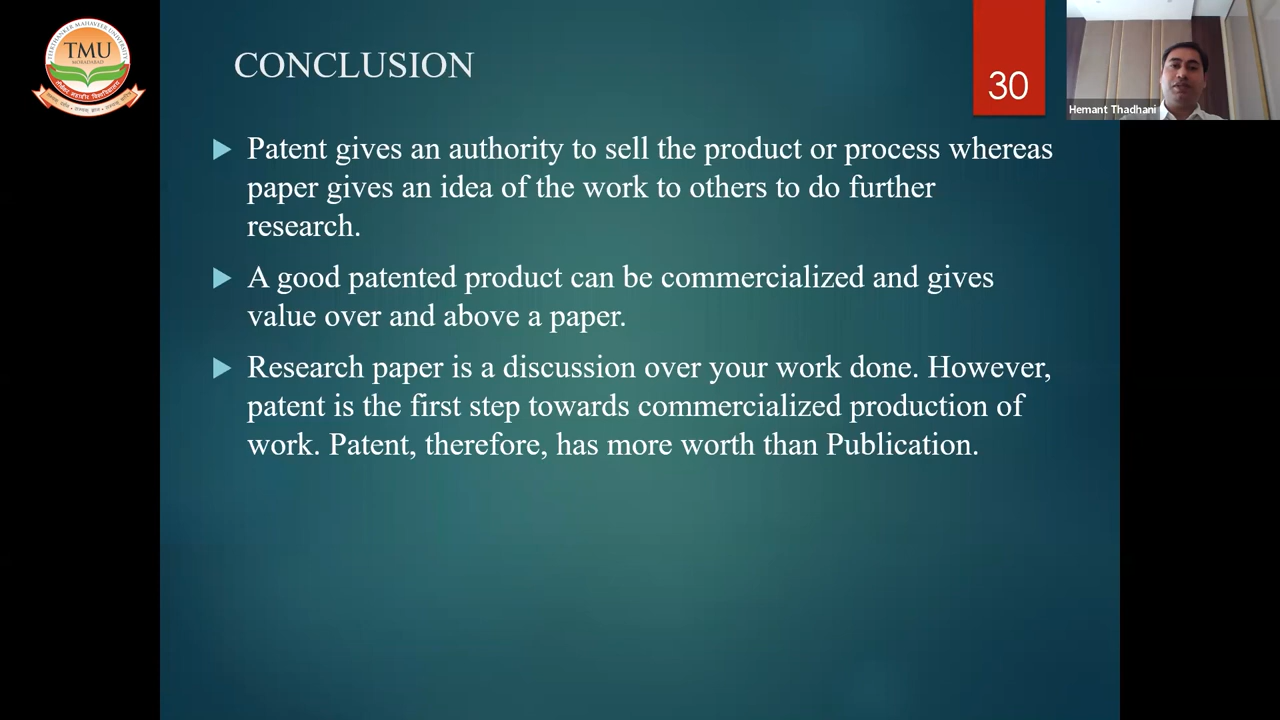 TEERTHANKER MAHAVEER UNIVERSITY
TMU
MORADABAD
CONCLUSION
30
Hemant Thadhani
Patent gives an authority to sell the product or process whereas
paper gives an idea of the work to others to do further
research.
A good patented product can be commercialized and gives
value over and above a paper.
Research paper is a discussion over your work done. However,
patent is the first step towards commercialized production of
work. Patent, therefore, has more worth than Publication.